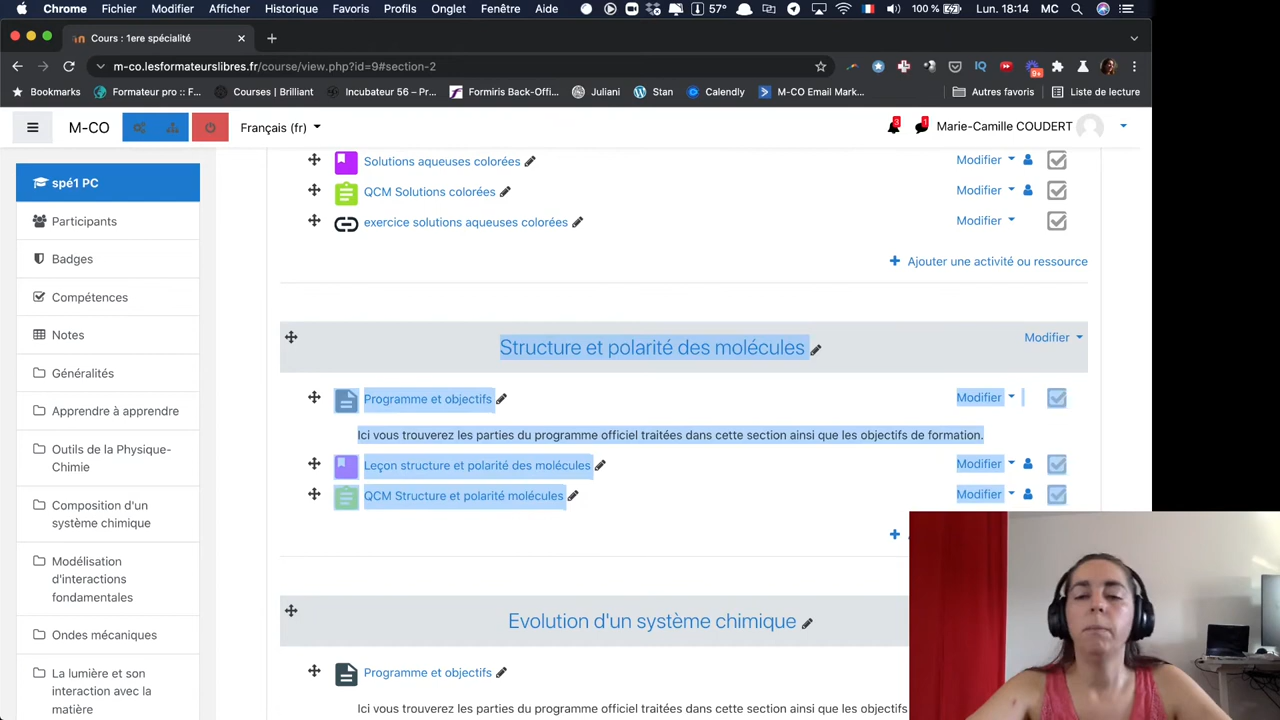 Chrome Fichier Modifier Afficher Historique Favoris Profils Onglet Fenêtre Aide 1 57° 100 % Lun. 18:14 MC
Cours : 1ere spécialité
m-co.lesformateurslibres.fr/course/view.php?id=9#section-2
Bookmarks Formateur pro :: F... Courses | Brilliant Incubateur 56 – Pr... Formiris Back-Offi... Juliani Stan Calendly M-CO Email Mark... Autres favoris Liste de lecture
M-CO Français (fr) 3 1 Marie-Camille COUDERT
spé1 PC
Participants
Badges
Compétences
Notes
Généralités
Apprendre à apprendre
Outils de la Physique-
Chimie
Composition d'un
système chimique
Modélisation
d'interactions
fondamentales
Ondes mécaniques
La lumière et son
interaction avec la
matière
Solutions aqueuses colorées Modifier
QCM Solutions colorées Modifier
exercice solutions aqueuses colorées Modifier
Ajouter une activité ou ressource
Structure et polarité des molécules Modifier
Programme et objectifs Modifier
Ici vous trouverez les parties du programme officiel traitées dans cette section ainsi que les objectifs de formation.
Leçon structure et polarité des molécules Modifier
QCM Structure et polarité molécules Modifier
Evolution d'un système chimique
Programme et objectifs
Ici vous trouverez les parties du programme officiel traitées dans cette section ainsi que les objectifs